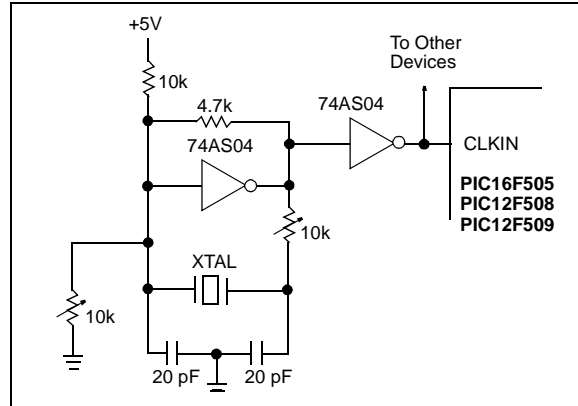 +5V
To Other
Devices
10k
4.7k
74AS04
74AS04
CLKIN
PIC16F505
PIC12F508
PIC12F509
10k
XTAL
10k
20 pF
20 pF